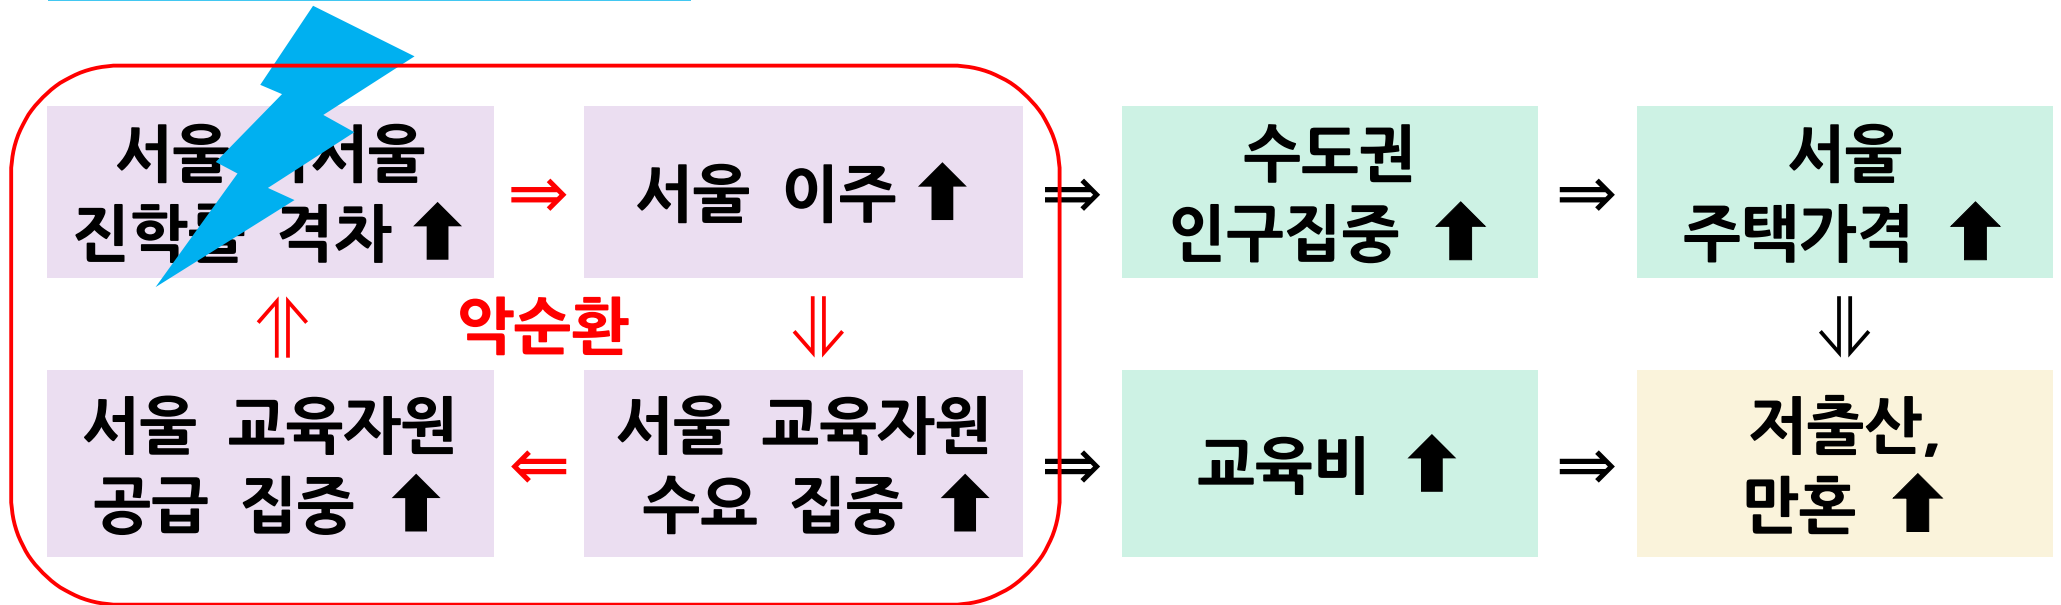 서울 서울
진학률 격차 ⬆
⇒
서울 이주 ⬆
⇒
수도권
인구집중 ⬆
⇒
서울
주택가격 ⬆
⇑
악순환
⇓
⇓
서울 교육자원
공급 집중 ⬆
⇐
서울 교육자원
수요 집중 ⬆
⇒
교육비 ⬆
⇒
저출산,
만혼 ⬆